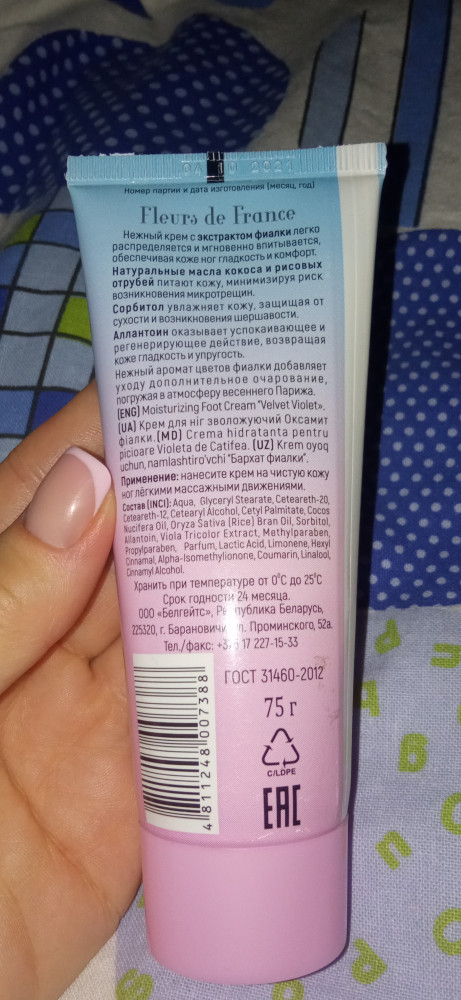 04 10 2021
Номер партии и дата изготовления (месяц, год)
Fleurs de France
Нежный крем с экстрактом фиалки легко
распределяется и мгновенно впитывается,
обеспечивая коже ног гладкость и комфорт.
Натуральные масла кокоса и рисовых
отрубей питают кожу, минимизируя риск
возникновения микротрещин.
Сорбитол увлажняет кожу, защищая от
сухости и возникновения шершавости.
Аллантоин оказывает успокаивающее и
регенерирующее действие, возвращая
коже гладкость и упругость.
Нежный аромат цветов фиалки добавляет
уходу дополнительное очарование,
погружая в атмосферу весеннего Парижа.
(ENG) Moisturizing Foot Cream "Velvet Violet".
(UA) Крем для ніг зволожуючий Оксамит
фіалки. (MD) Crema hidratanta pentru
picioare Violeta de Catifea. (UZ) Krem oyoq
uchun, namlashtiro'vchi "Бархат фиалки".
Применение: нанесите крем на чистую кожу
ног лёгкими массажными движениями.
Состав (INCI): Aqua, Glyceryl Stearate, Ceteareth-20,
Ceteareth-12, Cetearyl Alcohol, Cetyl Palmitate, Cocos
Nucifera Oil, Oryza Sativa (Rice) Bran Oil, Sorbitol,
Allantoin, Viola Tricolor Extract, Methylparaben,
Propylparaben, Parfum, Lactic Acid, Limonene, Hexyl
Cinnamal, Alpha-Isomethylionone, Coumarin, Linalool,
Cinnamyl Alcohol.
Хранить при температуре от 0°C до 25°C
Срок годности 24 месяца.
ООО «Белгейтс», Республика Беларусь,
225320, г. Барановичи, ул. Проминского, 52а.
Тел./факс: +375 17 227-15-33
ГОСТ 31460-2012
75 г
C/LDPE
EAC
4 811248 007388